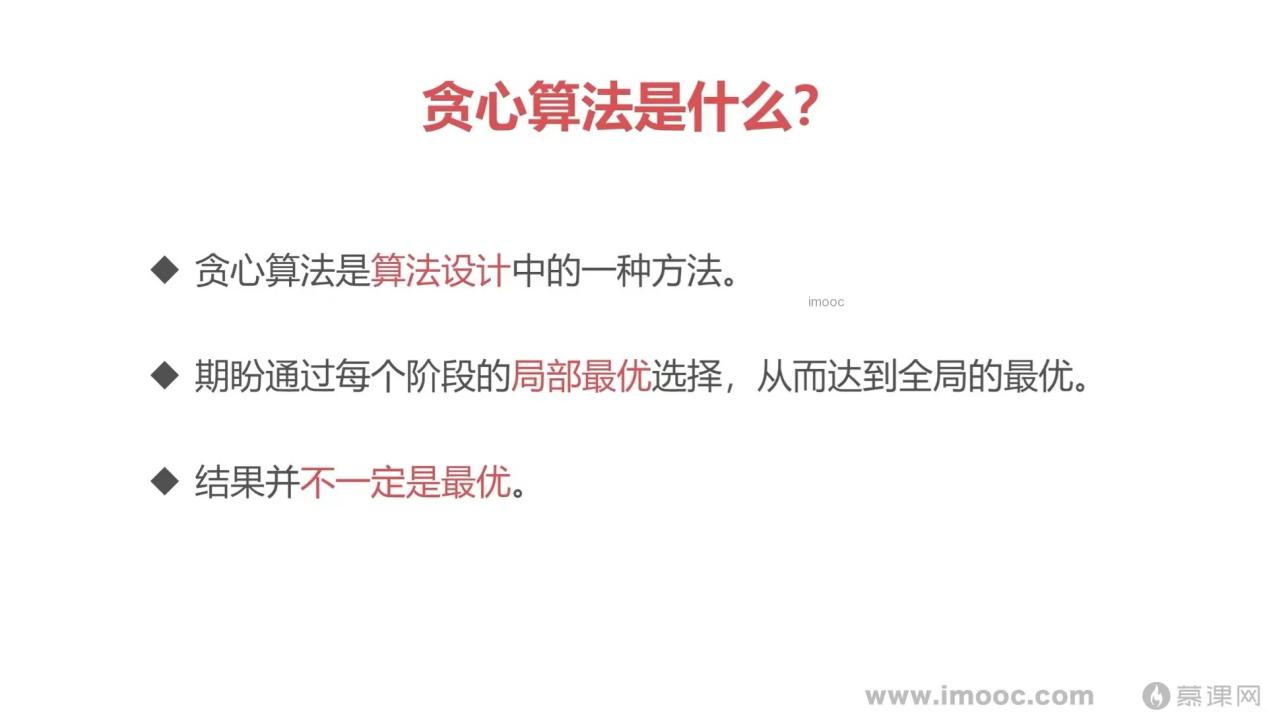 贪心算法是什么?
◆ 贪心算法是算法设计中的一种方法。
imooc
◆ 期盼通过每个阶段的局部最优选择，从而达到全局的最优。
◆ 结果并不一定是最优。
www.imooc.com 慕课网